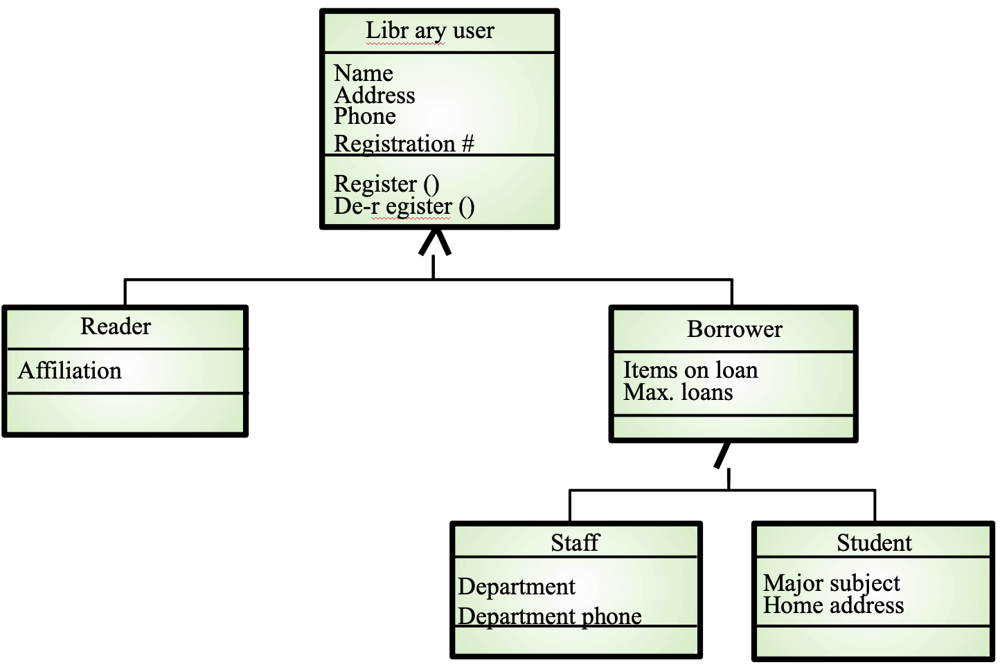 Libr ary user
Name
Address
Phone
Registration #
Register ()
De-r egister ()
Reader
Affiliation
Borrower
Items on loan
Max. loans
Staff
Department
Department phone
Student
Major subject
Home address